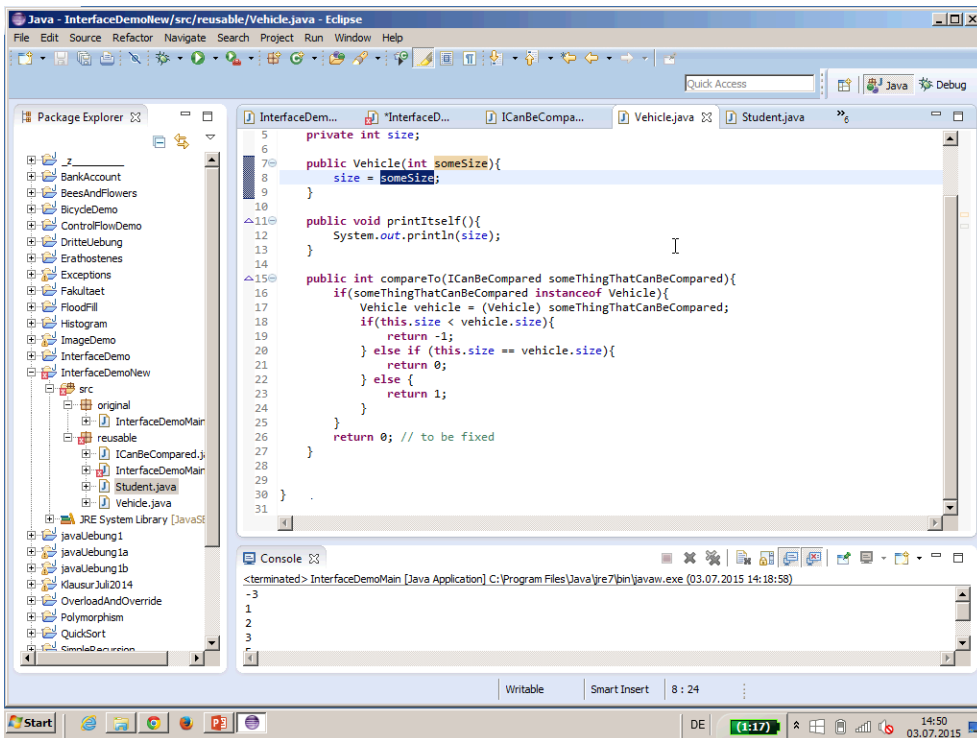 Java - InterfaceDemoNew/src/reusable/Vehicle.java - Eclipse
File Edit Source Refactor Navigate Search Project Run Window Help
Quick Access
Java
Debug
Package Explorer
InterfaceDem...
*InterfaceD...
ICanBeCompa...
Vehicle.java
Student.java
»6
_z_________
BankAccount
BeesAndFlowers
BicycleDemo
ControlFlowDemo
DritteUebung
Erathostenes
Exceptions
Fakultaet
FloodFill
Histogram
ImageDemo
InterfaceDemo
InterfaceDemoNew
src
original
InterfaceDemoMain
reusable
ICanBeCompared.j
InterfaceDemoMain
Student.java
Vehicle.java
JRE System Library [JavaSE
javaUebung1
javaUebung1a
javaUebung1b
KlausurJuli2014
OverloadAndOverride
Polymorphism
QuickSort
SimpleRecursion
5 private int size;
6
7 public Vehicle(int someSize){
8 size = someSize;
9 }
10
11 public void printItself(){
12 System.out.println(size);
13 }
14
15 public int compareTo(ICanBeCompared someThingThatCanBeCompared){
16 if(someThingThatCanBeCompared instanceof Vehicle){
17 Vehicle vehicle = (Vehicle) someThingThatCanBeCompared;
18 if(this.size < vehicle.size){
19 return -1;
20 } else if (this.size == vehicle.size){
21 return 0;
22 } else {
23 return 1;
24 }
25 }
26 return 0; // to be fixed
27 }
28
29
30 }
31
Console
<terminated> InterfaceDemoMain [Java Application] C:\Program Files\Java\jre7\bin\javaw.exe (03.07.2015 14:18:58)
-3
1
2
3
Writable
Smart Insert
8 : 24
Start
DE
(1:17)
14:50
03.07.2015